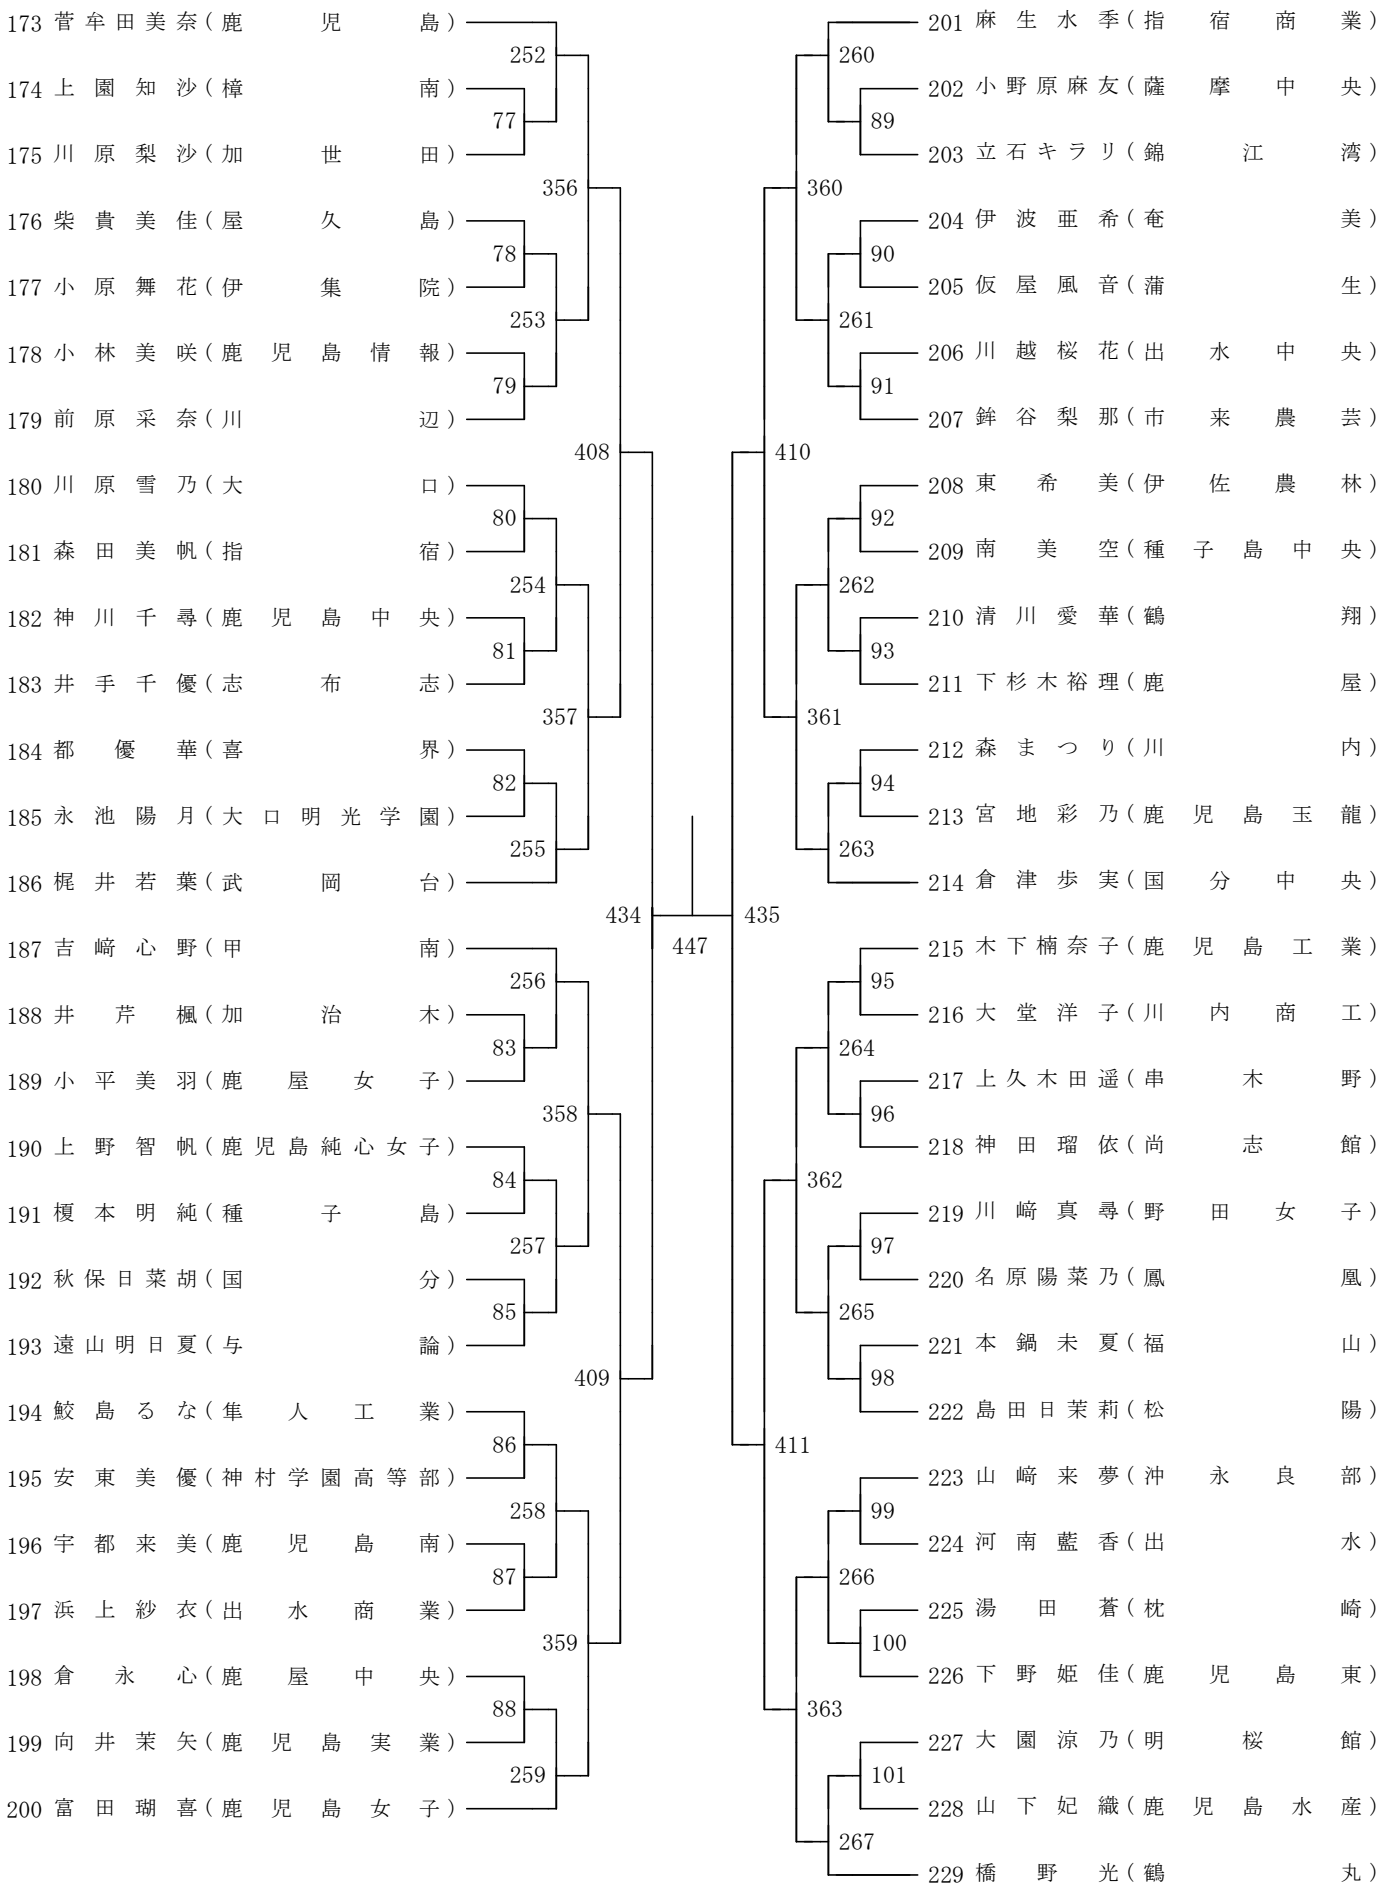 173 菅牟田美奈(鹿児島)
252
174 上園知沙(樟南)
77
175 川原梨沙(加世田)
356
176 柴貴美佳(屋久島)
78
177 小原舞花(伊集院)
253
178 小林美咲(鹿児島情報)
79
179 前原采奈(川辺)
408
180 川原雪乃(大口)
80
181 森田美帆(指宿)
254
182 神川千尋(鹿児島中央)
81
183 井手千優(志布志)
357
184 都優華(喜界)
82
185 永池陽月(大口明光学園)
255
186 梶井若葉(武岡台)
434
187 吉﨑心野(甲南)
256
188 井芹楓(加治木)
83
189 小平美羽(鹿屋女子)
358
190 上野智帆(鹿児島純心女子)
84
191 榎本明純(種子島)
257
192 秋保日菜胡(国分)
85
193 遠山明日夏(与論)
409
194 鮫島るな(隼人工業)
86
195 安東美優(神村学園高等部)
258
196 宇都来美(鹿児島南)
87
197 浜上紗衣(出水商業)
359
198 倉永心(鹿屋中央)
88
199 向井茉矢(鹿児島実業)
259
200 富田瑚喜(鹿児島女子)
447
201 麻生水季(指宿商業)
260
202 小野原麻友(薩摩中央)
89
203 立石キラリ(錦江湾)
360
204 伊波亜希(奄美)
90
205 仮屋風音(蒲生)
261
206 川越桜花(出水中央)
91
207 鉾谷梨那(市来農芸)
410
208 東希美(伊佐農林)
92
209 南美空(種子島中央)
262
210 清川愛華(鶴翔)
93
211 下杉木裕理(鹿屋)
361
212 森まつり(川内)
94
213 宮地彩乃(鹿児島玉龍)
263
214 倉津歩実(国分中央)
435
215 木下楠奈子(鹿児島工業)
95
216 大堂洋子(川内商工)
264
217 上久木田遥(串木野)
96
218 神田瑠依(尚志館)
362
219 川﨑真尋(野田女子)
97
220 名原陽菜乃(鳳凰)
265
221 本鍋未夏(福山)
98
222 島田日茉莉(松陽)
411
223 山﨑来夢(沖永良部)
99
224 河南藍香(出水)
266
225 湯田蒼(枕崎)
100
226 下野姫佳(鹿児島東)
363
227 大園涼乃(明桜館)
101
228 山下妃織(鹿児島水産)
267
229 橋野光(鶴丸)